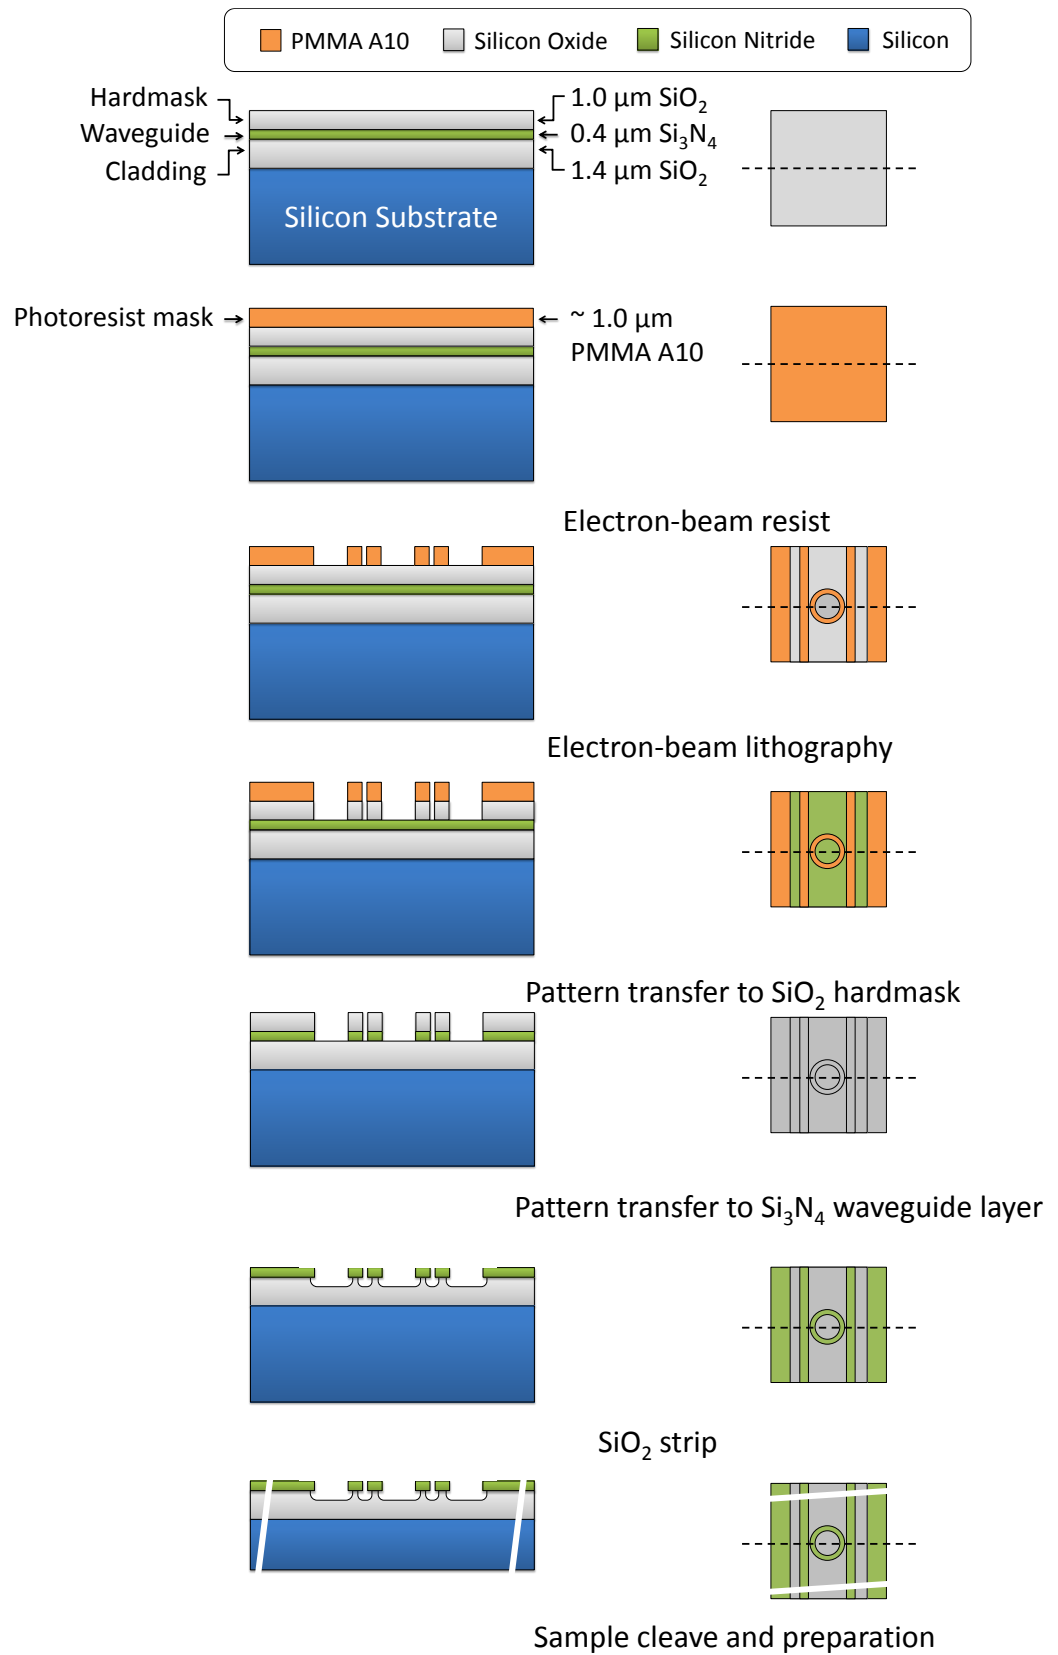 PMMA A10 Silicon Oxide Silicon Nitride Silicon
Hardmask
Waveguide
Cladding
1.0 µm SiO₂
0.4 µm Si₃N₄
1.4 µm SiO₂
Silicon Substrate
Photoresist mask
~ 1.0 µm
PMMA A10
Electron-beam resist
Electron-beam lithography
Pattern transfer to SiO₂ hardmask
Pattern transfer to Si₃N₄ waveguide layer
SiO₂ strip
Sample cleave and preparation